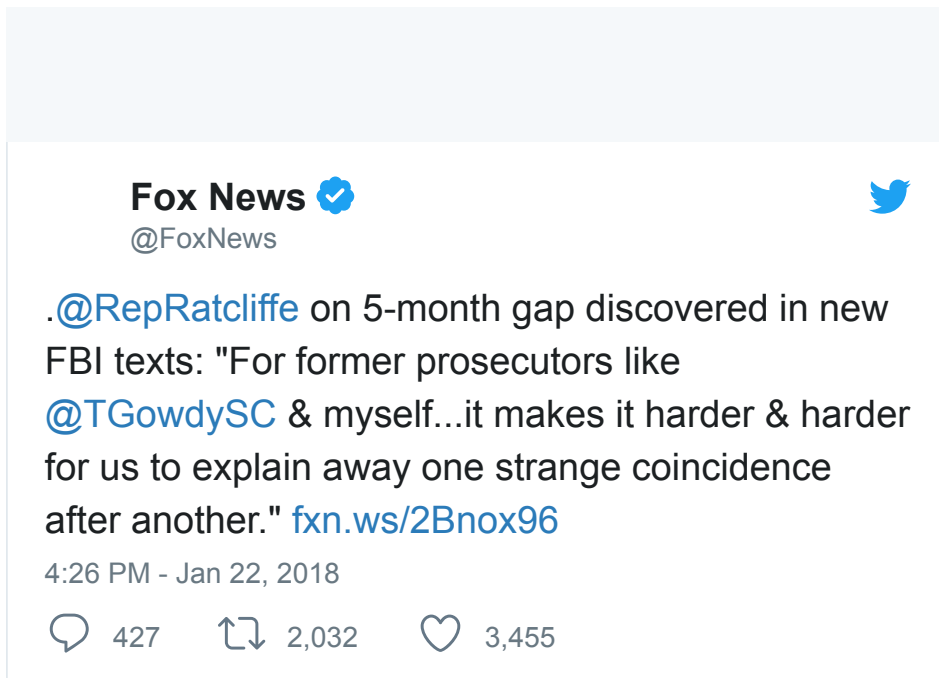 Fox News
@FoxNews
.@RepRatcliffe on 5-month gap discovered in new
FBI texts: "For former prosecutors like
@TGowdySC & myself...it makes it harder & harder
for us to explain away one strange coincidence
after another." fxn.ws/2Bnox96
4:26 PM - Jan 22, 2018
427 2,032 3,455